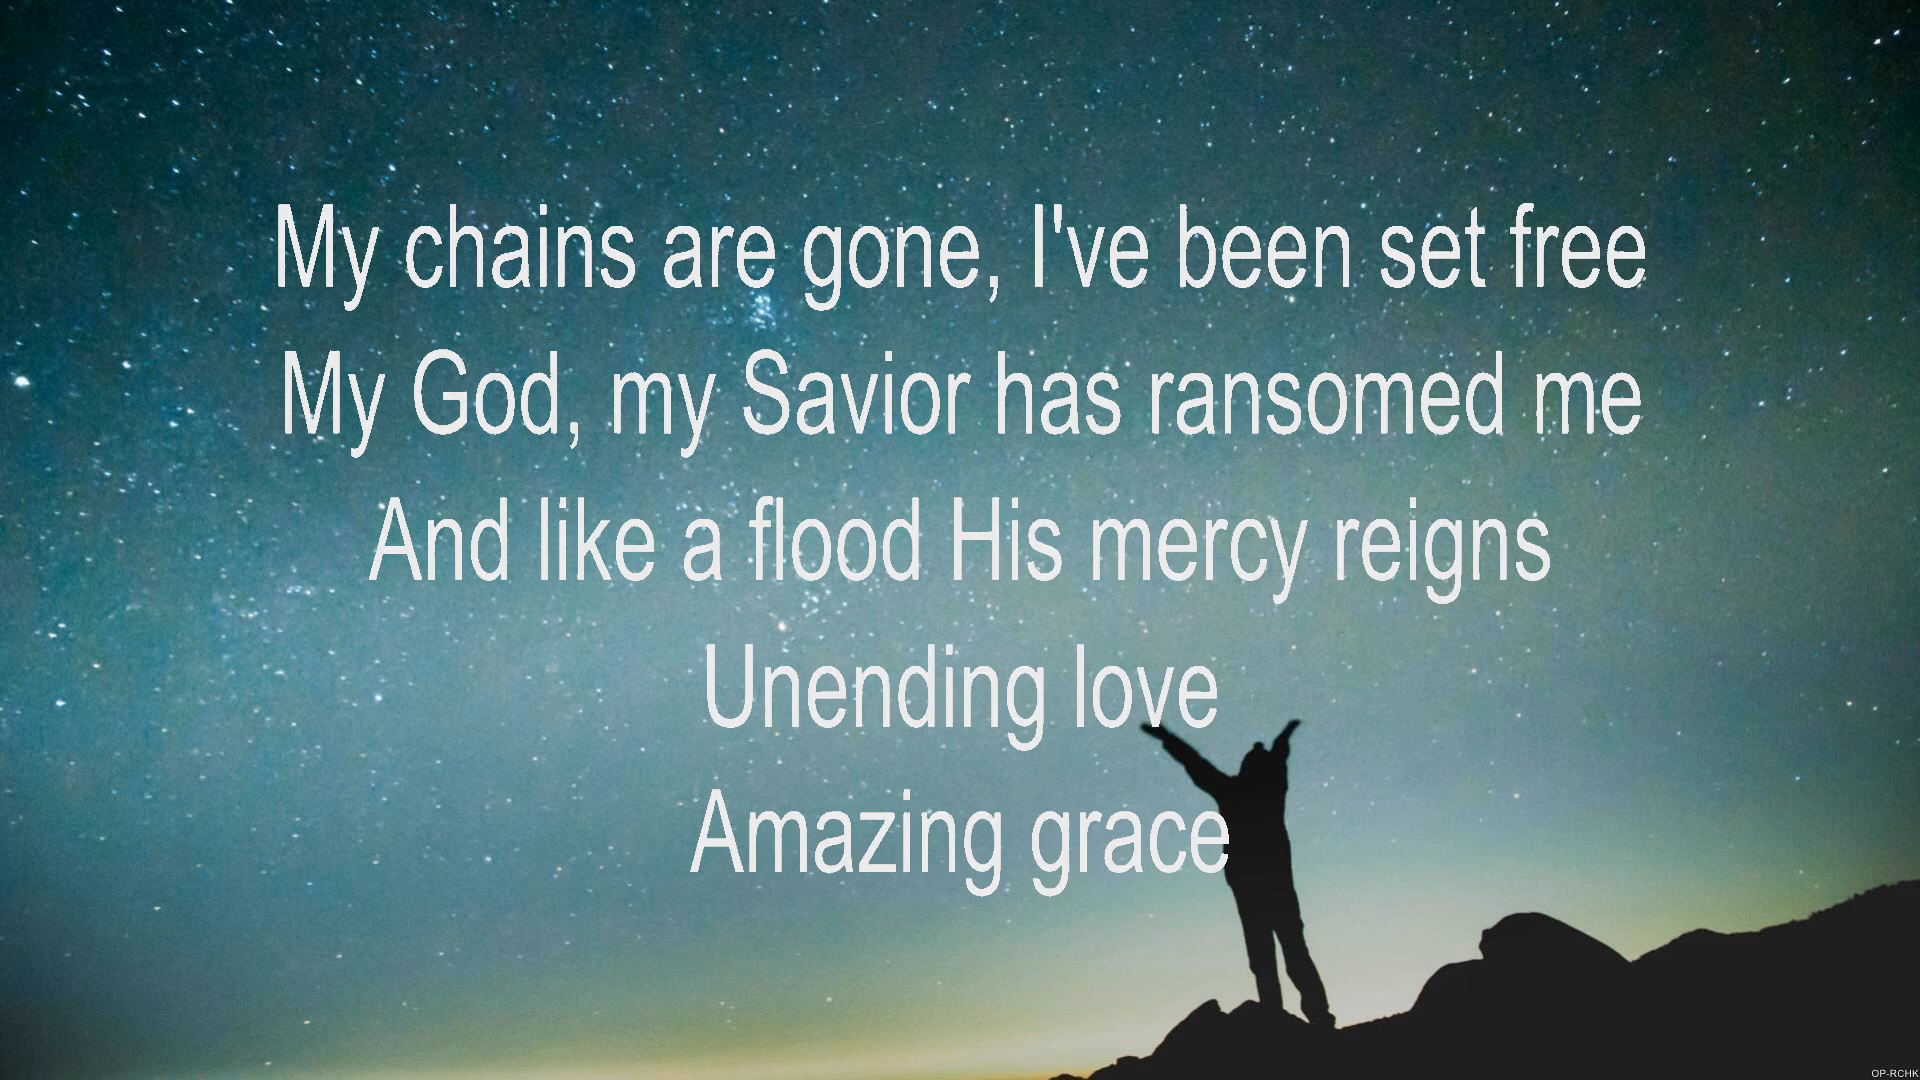 My chains are gone, I've been set free
My God, my Savior has ransomed me
And like a flood His mercy reigns
Unending love
Amazing grace
OP-RCHK